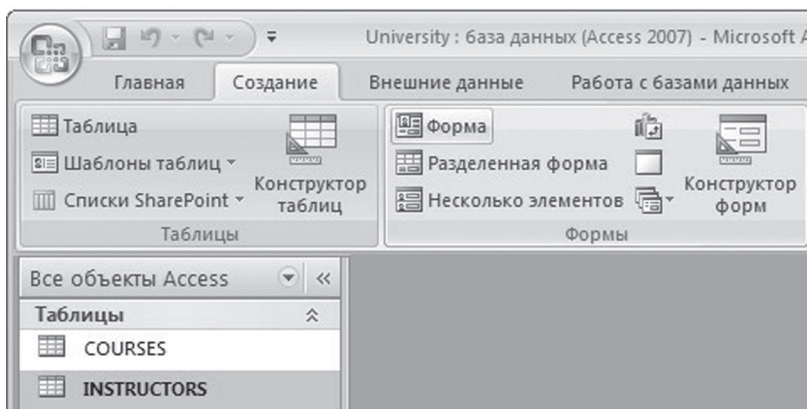 University : база данных (Access 2007) - Microsoft
Главная Создание Внешние данные Работа с базами данных
Таблица
Шаблоны таблиц
Списки SharePoint
Конструктор
таблиц
Таблицы
Форма
Разделенная форма
Несколько элементов
Конструктор
форм
Формы
Все объекты Access
Таблицы
COURSES
INSTRUCTORS